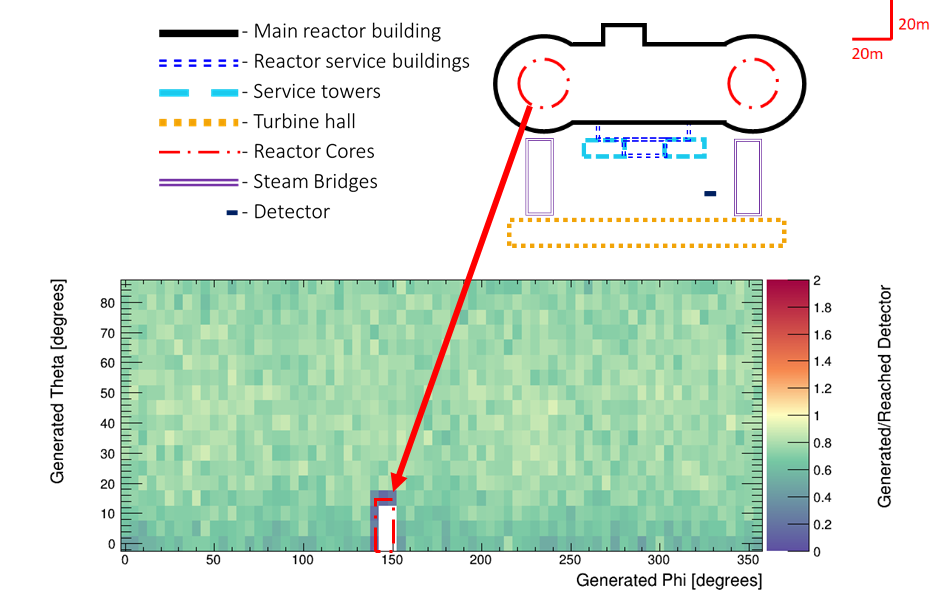 - Main reactor building
- Reactor service buildings
- Service towers
- Turbine hall
- Reactor Cores
- Steam Bridges
- Detector
20m
20m
Generated Theta [degrees]
80
70
60
50
40
30
20
10
0
0 50 100 150 200 250 300 350
Generated Phi [degrees]
2
1.8
1.6
1.4
1.2
1
0.8
0.6
0.4
0.2
0
Generated/Reached Detector